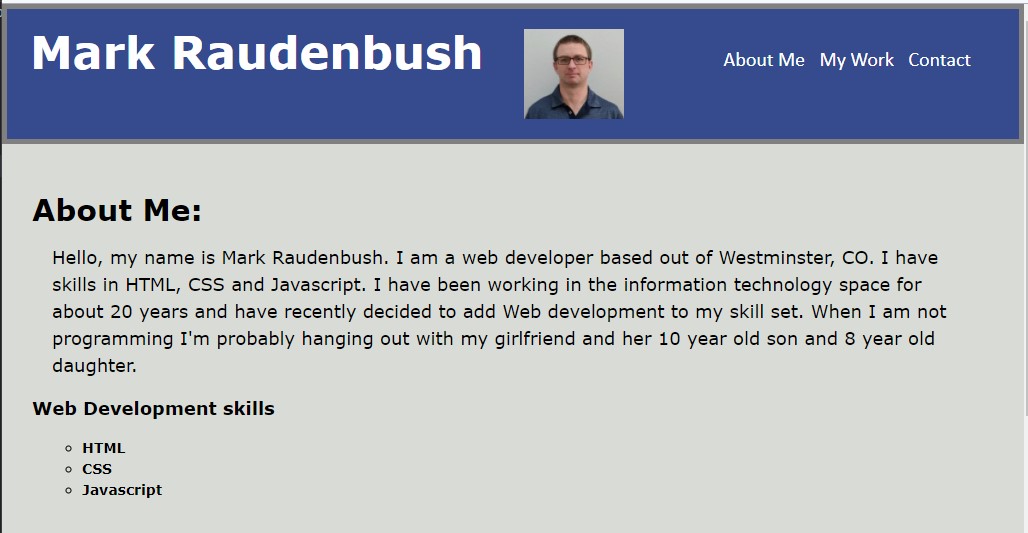 Mark Raudenbush
About Me My Work Contact
About Me:
Hello, my name is Mark Raudenbush. I am a web developer based out of Westminster, CO. I have
skills in HTML, CSS and Javascript. I have been working in the information technology space for
about 20 years and have recently decided to add Web development to my skill set. When I am not
programming I'm probably hanging out with my girlfriend and her 10 year old son and 8 year old
daughter.
Web Development skills
HTML
CSS
Javascript